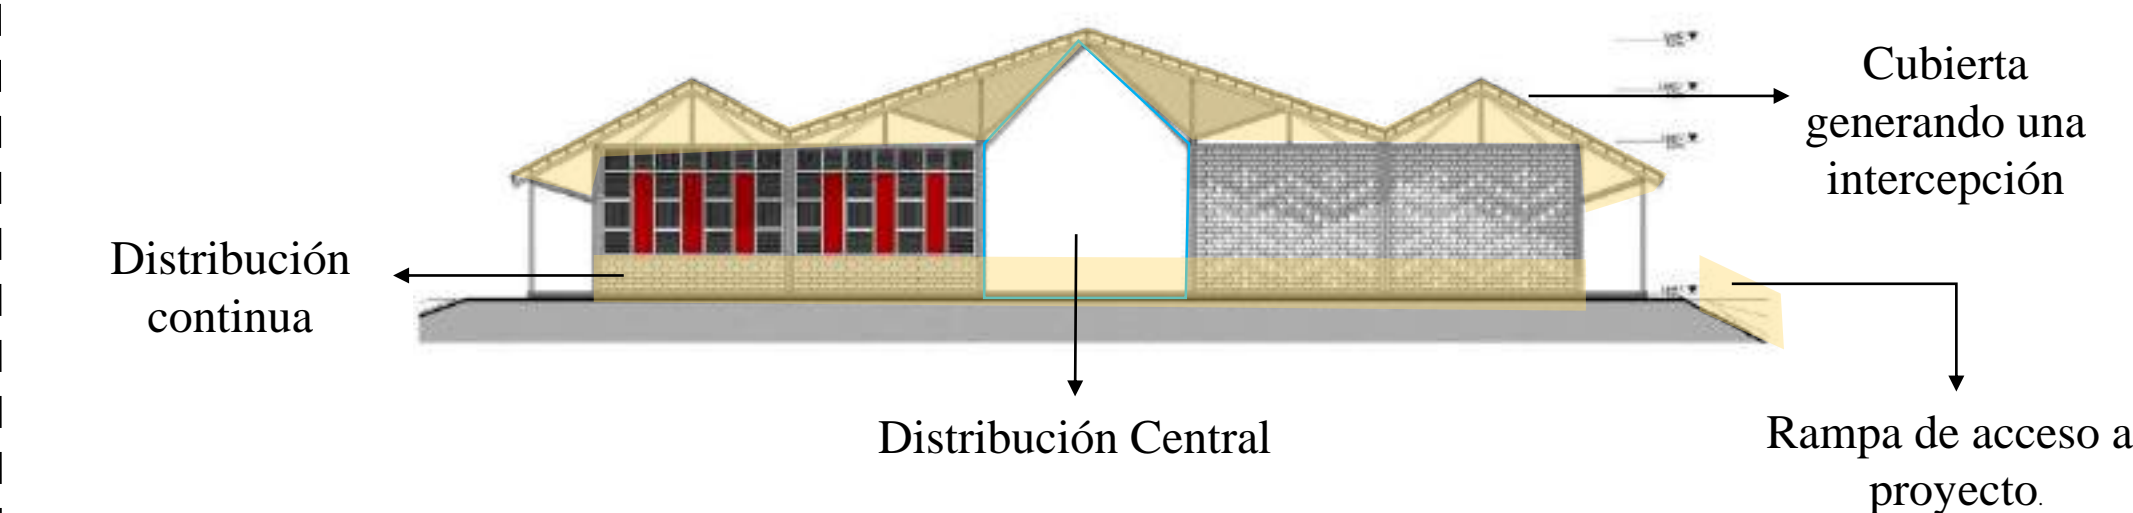 Cubierta
generando una
intercepción
Distribución
continua
Distribución Central
Rampa de acceso a
proyecto.